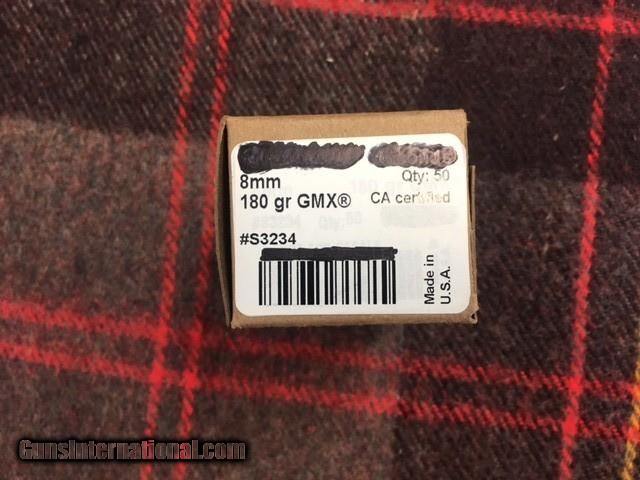 8mm
Qty: 50
180 gr GMX®
CA certified
#S3234
Made in
U.S.A.
GunsInternational.com